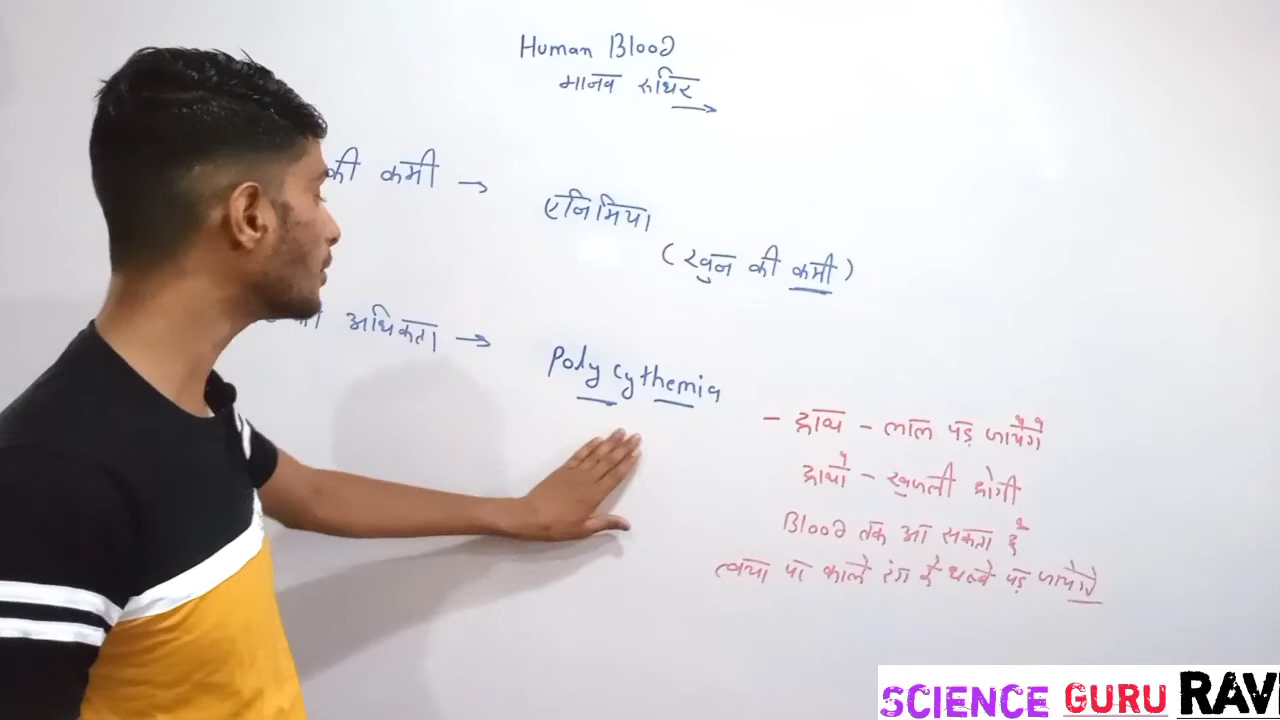 Human Blood
मानव रुधिर
की कमी → एनिमिया
(खुन की कमी)
अधिकता → Polycythemia
- हाथ - लाल पड़ जायेंगे
हाथों - खुजली होगी
Blood तक आ सकता है
त्वचा पर काले रंग के धब्बे पड़ जायेगे
SCIENCE GURU RAVI